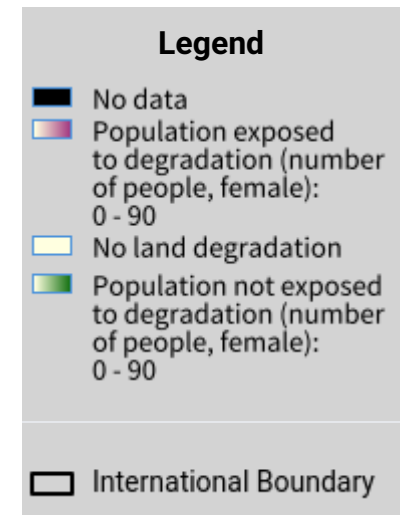 Legend
No data
Population exposed
to degradation (number
of people, female):
0 - 90
No land degradation
Population not exposed
to degradation (number
of people, female):
0 - 90
International Boundary